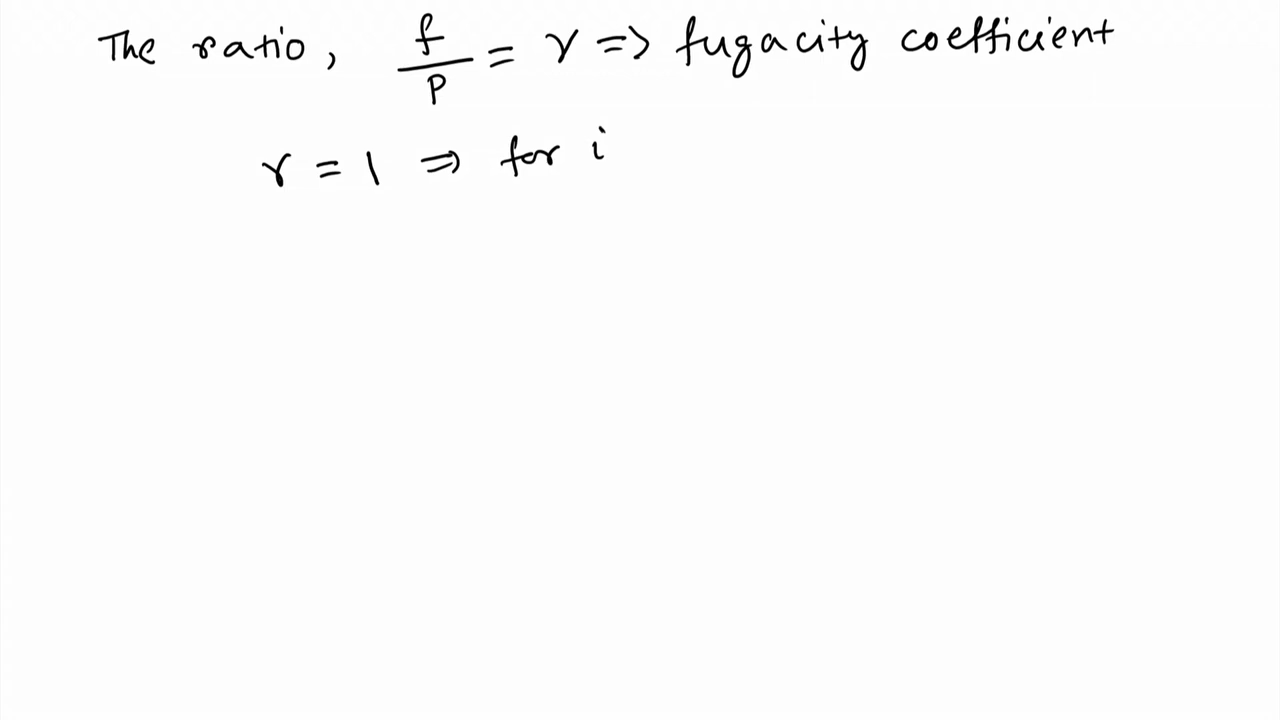 The ratio, f/P = γ => fugacity coefficient
γ = 1 => for i